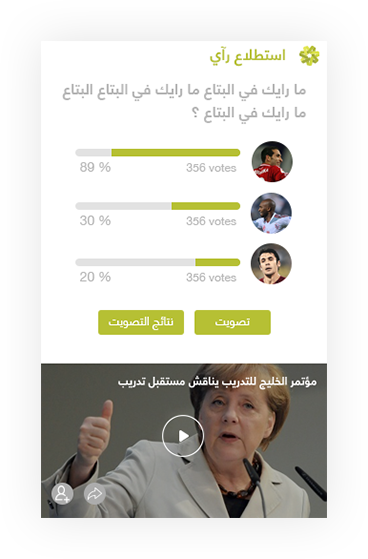 استطلاع رآي
ما رايك في البتاع ما رايك في البتاع البتاع
ما رايك في البتاع ؟
89 %
356 votes
30 %
356 votes
20 %
356 votes
تصويت
نتائج التصويت
مؤتمر الخليج للتدريب يناقش مستقبل تدريب